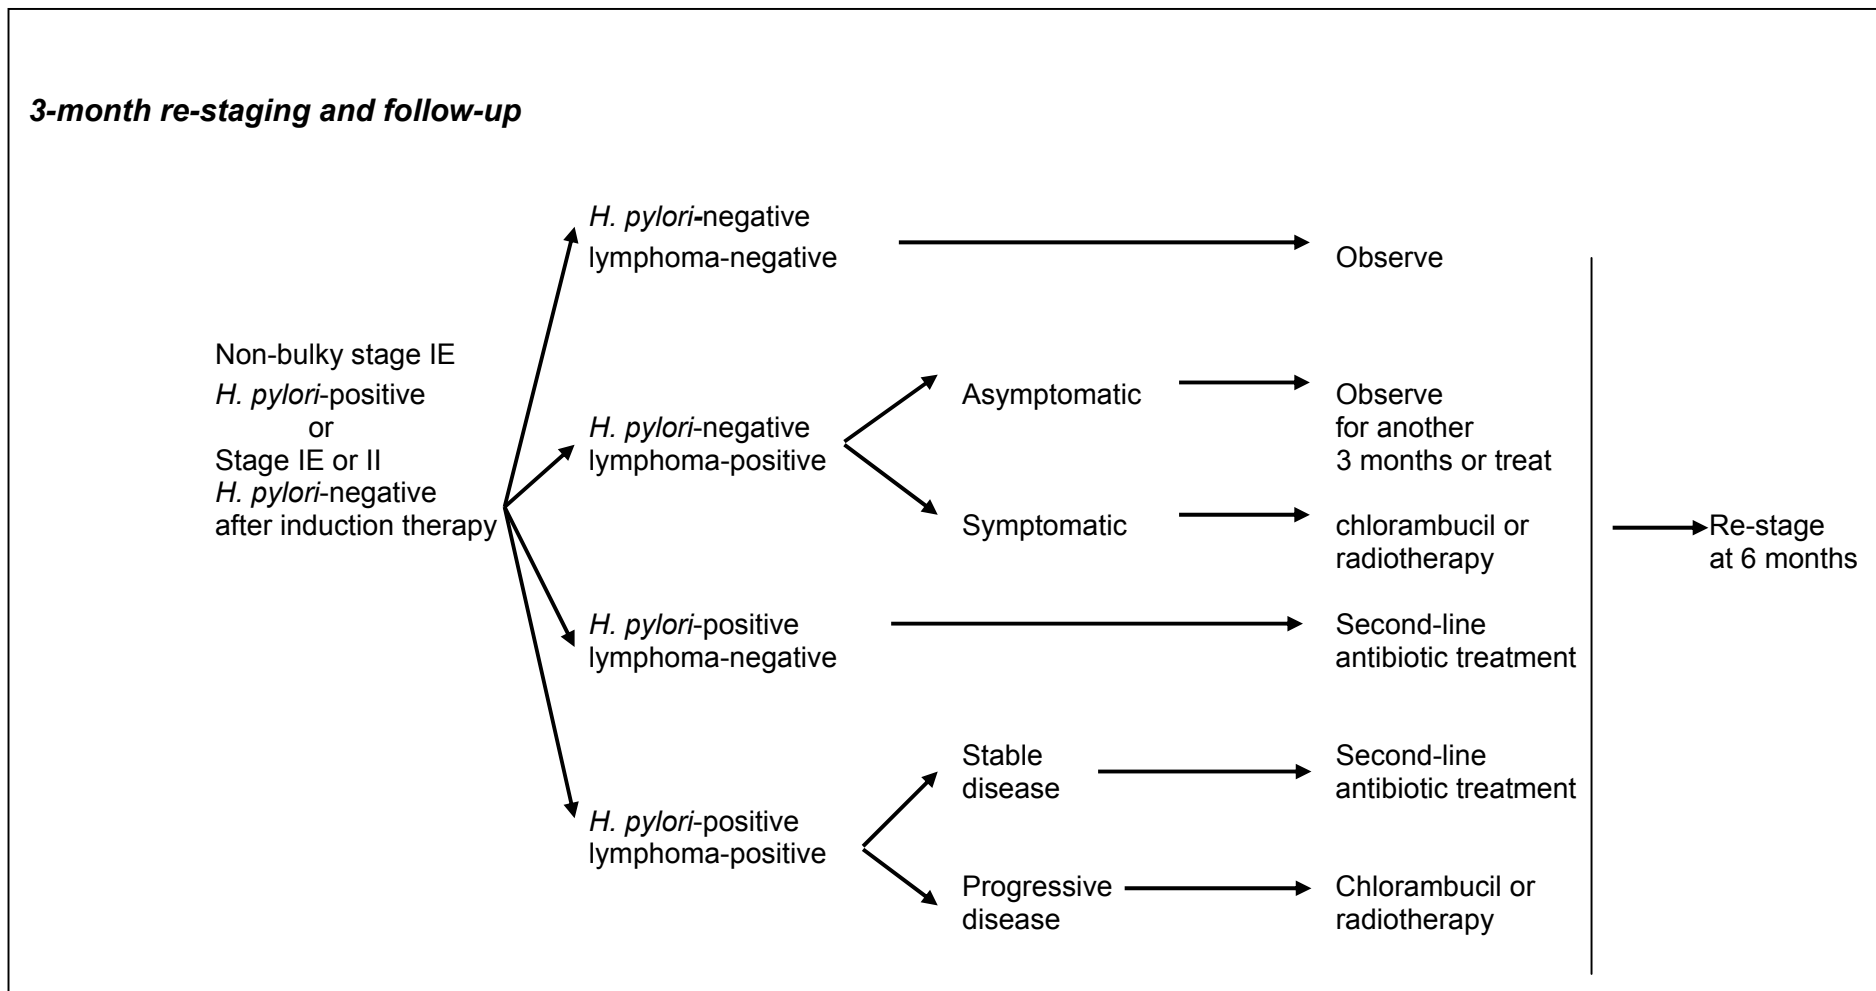 3-month re-staging and follow-up
Non-bulky stage IE
H. pylori-positive
or
Stage IE or II
H. pylori-negative
after induction therapy
H. pylori-negative
lymphoma-negative
Observe
H. pylori-negative
lymphoma-positive
Asymptomatic
Observe
for another
3 months or treat
Symptomatic
chlorambucil or
radiotherapy
H. pylori-positive
lymphoma-negative
Second-line
antibiotic treatment
H. pylori-positive
lymphoma-positive
Stable
disease
Second-line
antibiotic treatment
Progressive
disease
Chlorambucil or
radiotherapy
Re-stage
at 6 months